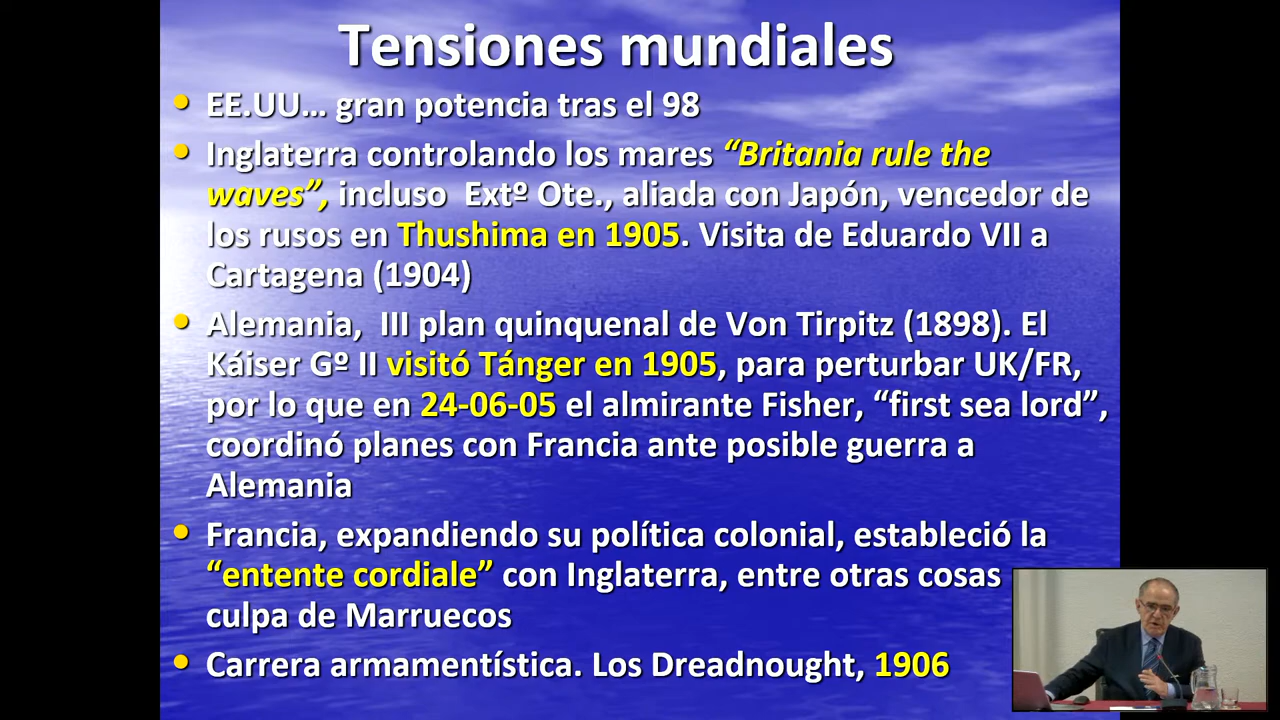 Tensiones mundiales
• EE.UU… gran potencia tras el 98
• Inglaterra controlando los mares “Britania rule the
waves”, incluso Extº Ote., aliada con Japón, vencedor de
los rusos en Thushima en 1905. Visita de Eduardo VII a
Cartagena (1904)
• Alemania, III plan quinquenal de Von Tirpitz (1898). El
Káiser Gº II visitó Tánger en 1905, para perturbar UK/FR,
por lo que en 24-06-05 el almirante Fisher, “first sea lord”,
coordinó planes con Francia ante posible guerra a
Alemania
• Francia, expandiendo su política colonial, estableció la
“entente cordiale” con Inglaterra, entre otras cosas
culpa de Marruecos
• Carrera armamentística. Los Dreadnought, 1906